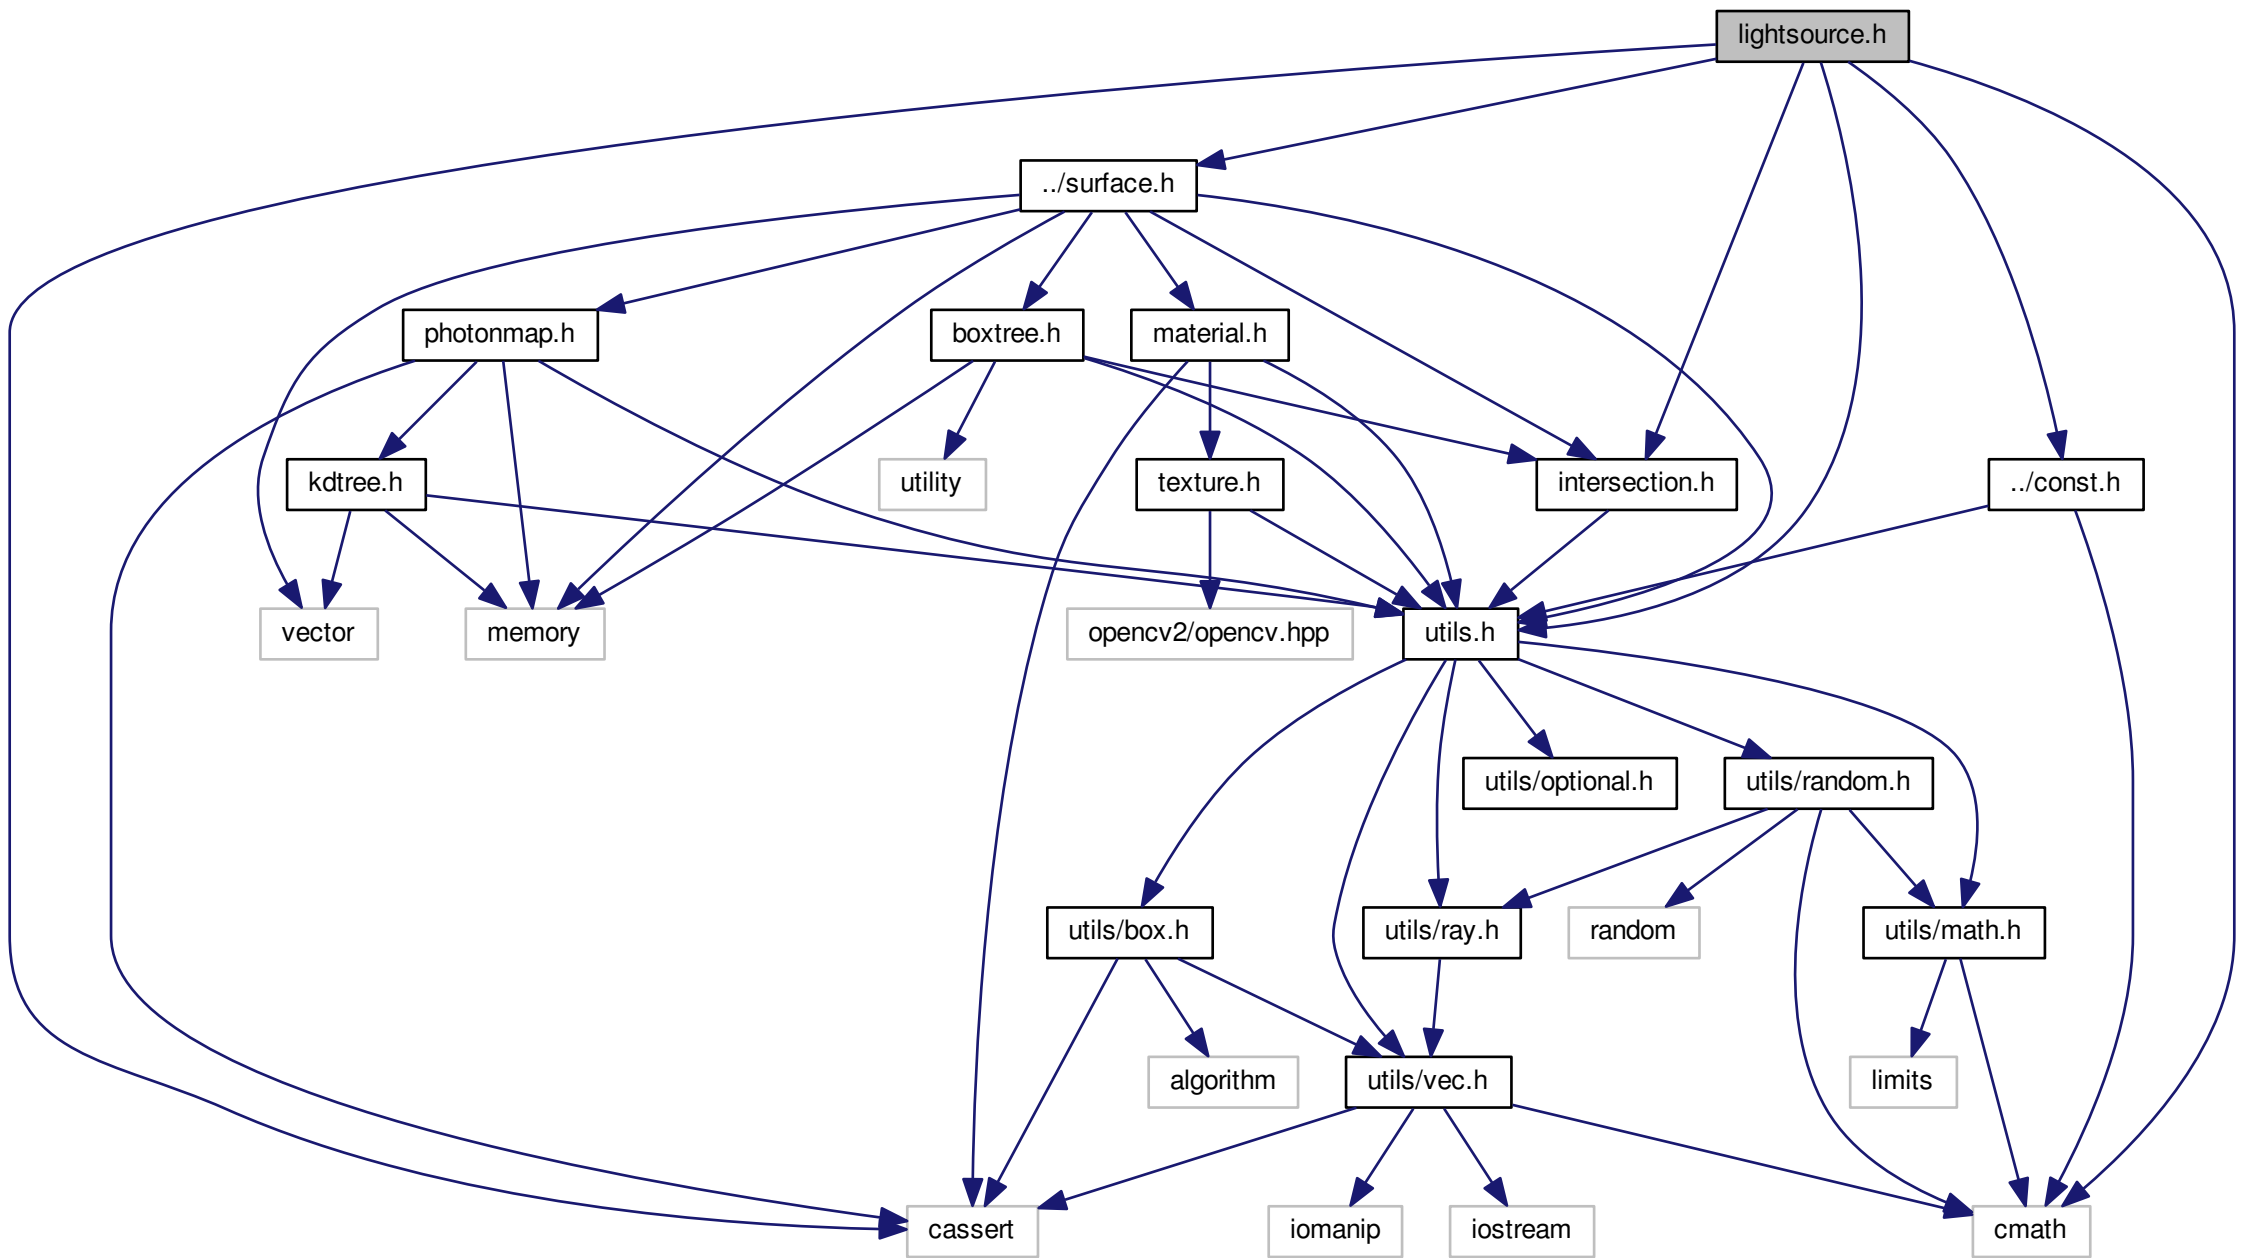 lightsource.h
../surface.h
photonmap.h
boxtree.h
material.h
kdtree.h
utility
texture.h
intersection.h
../const.h
vector
memory
opencv2/opencv.hpp
utils.h
utils/optional.h
utils/random.h
utils/box.h
utils/ray.h
random
utils/math.h
algorithm
utils/vec.h
limits
cassert
iomanip
iostream
cmath